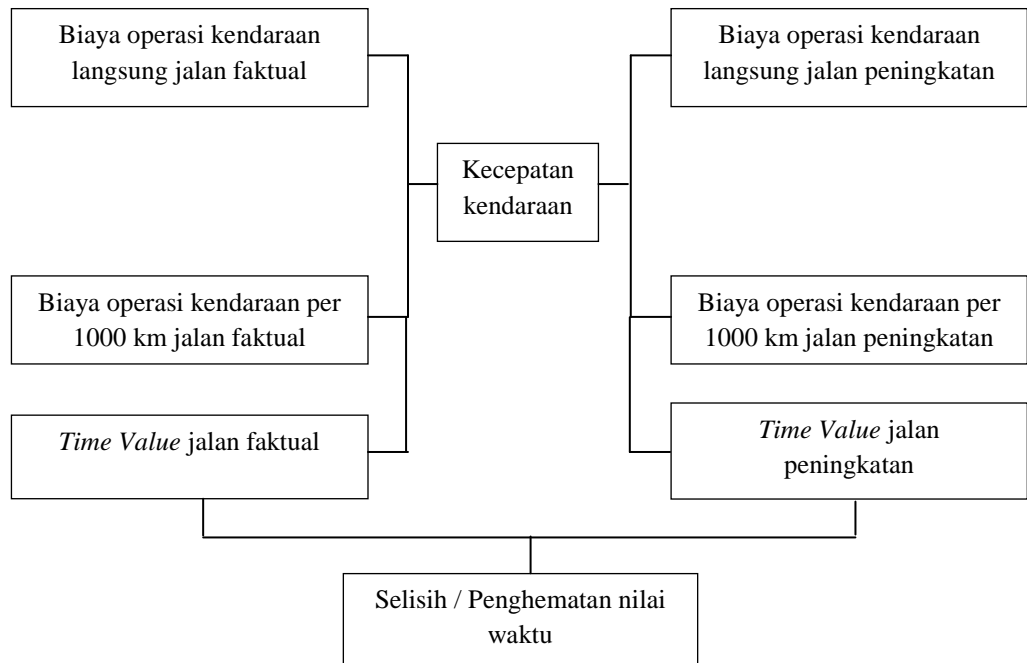 Biaya operasi kendaraan
langsung jalan faktual
Biaya operasi kendaraan
langsung jalan peningkatan
Kecepatan
kendaraan
Biaya operasi kendaraan per
1000 km jalan faktual
Biaya operasi kendaraan per
1000 km jalan peningkatan
Time Value jalan faktual
Time Value jalan
peningkatan
Selisih / Penghematan nilai
waktu